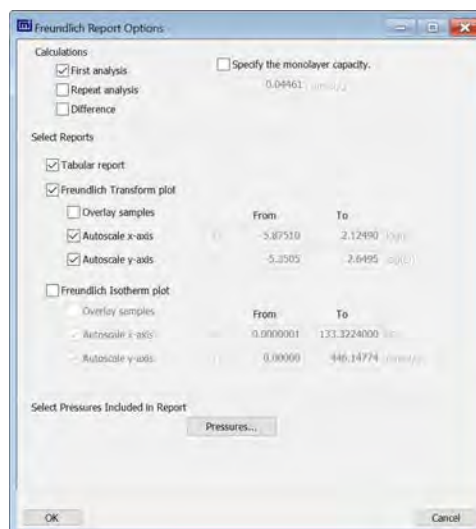 Freundlich Report Options
Calculations
First analysis
Specify the monolayer capacity.
Repeat analysis
0.04461
Difference
Select Reports
Tabular report
Freundlich Transform plot
Overlay samples From To
Autoscale x-axis -5.87510 2.12490
Autoscale y-axis -5.3505 2.6495
Freundlich Isotherm plot
Overlay samples From To
Autoscale x-axis 0.0000001 133.3224000
Autoscale y-axis 0.00000 446.14774
Select Pressures Included in Report
Pressures...
OK Cancel